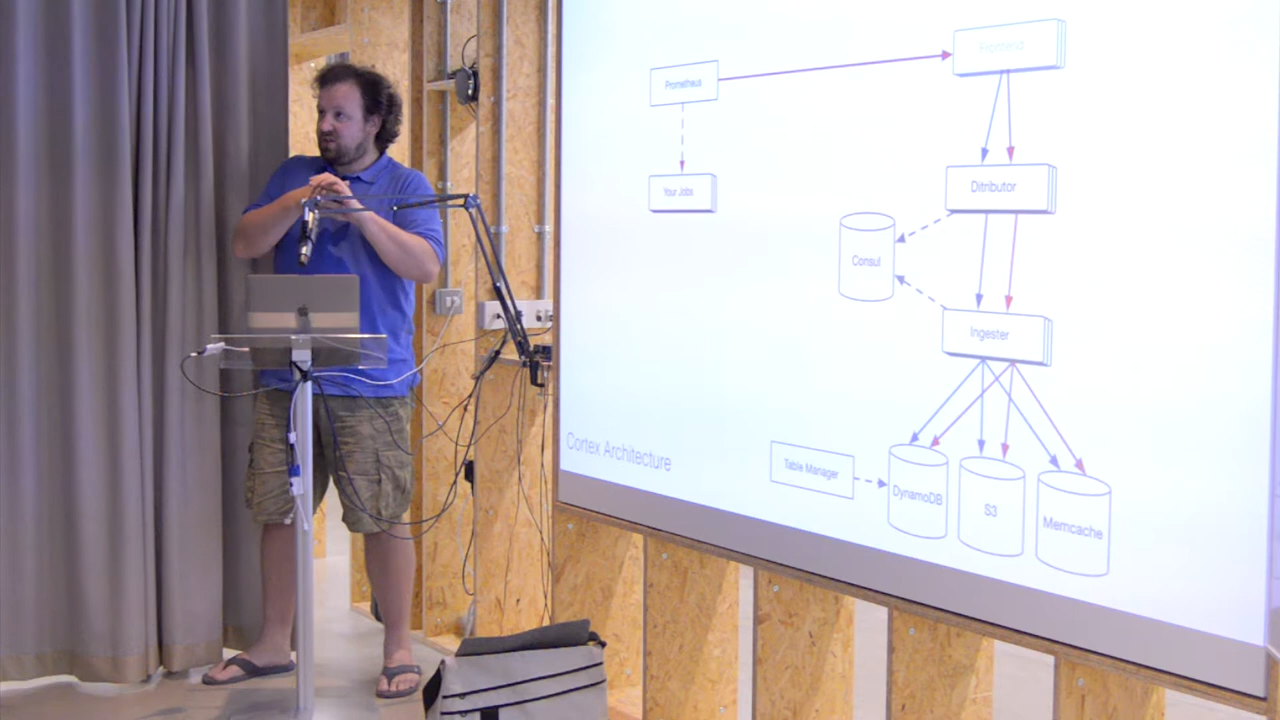 Frontend
Prometheus
Your Jobs
Ditributor
Consul
Ingester
Cortex Architecture
Table Manager
DynamoDB
S3
Memcache